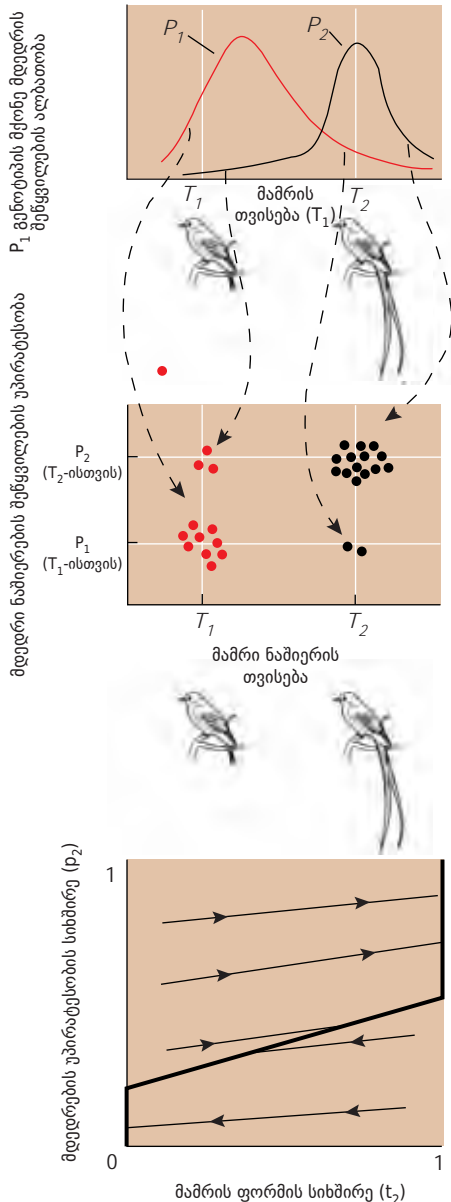 P₁ გენოტიპის მქონე მდედრის
შეწყვილების ალბათობა
P₁
P₂
T₁
მამრის
თვისება (T₁)
T₂
მდედრი ნაშიერების შეწყვილების უპირატესობა
P₂
(T₂-ისთვის)
P₁
(T₁-ისთვის)
T₁
T₂
მამრი ნაშიერის
თვისება
მდედრების უპირატესობის სიხშირე (p₂)
1
0
1
მამრის ფორმის სიხშირე (t₂)